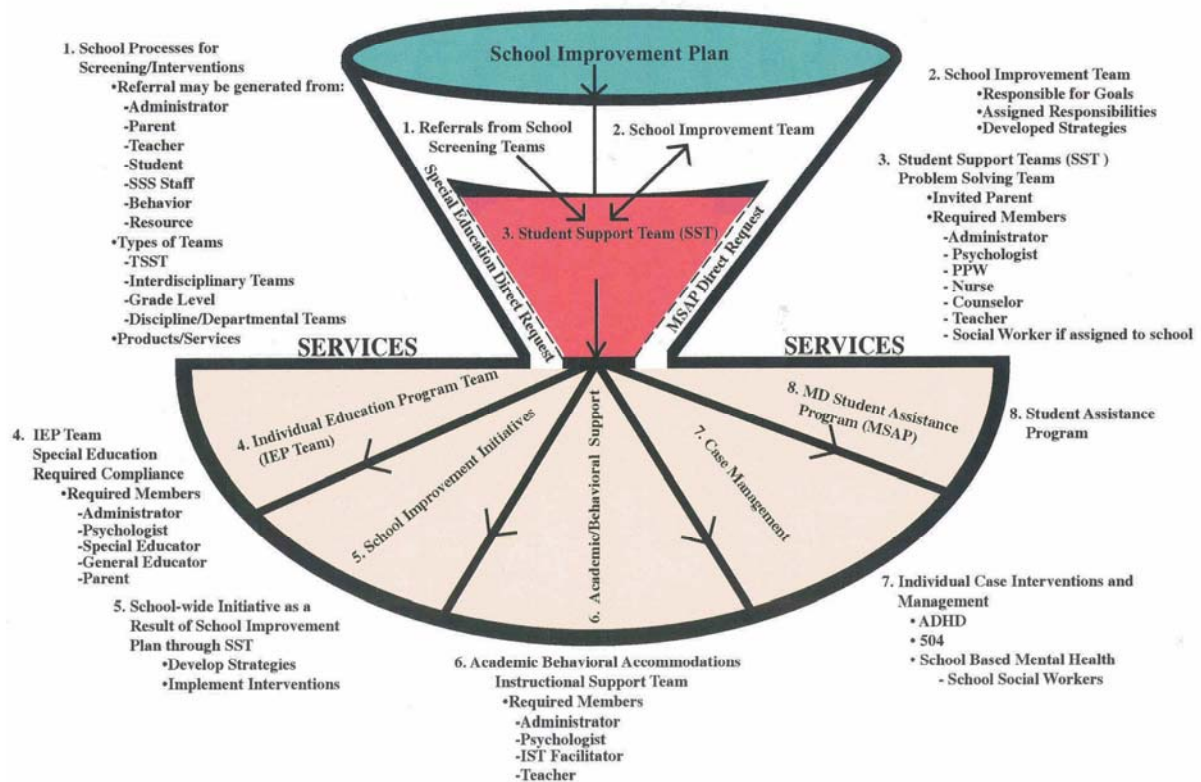 School Improvement Plan
1. School Processes for
Screening/Interventions
•Referral may be generated from:
-Administrator
-Parent
-Teacher
-Student
-SSS Staff
-Behavior
-Resource
•Types of Teams
-TSST
-Interdisciplinary Teams
-Grade Level
-Discipline/Departmental Teams
•Products/Services
1. Referrals from School
Screening Teams
2. School Improvement Team
2. School Improvement Team
•Responsible for Goals
•Assigned Responsibilities
•Developed Strategies
3. Student Support Teams (SST )
Problem Solving Team
•Invited Parent
•Required Members
-Administrator
- Psychologist
- PPW
- Nurse
- Counselor
- Teacher
- Social Worker if assigned to school
Special Education Direct Request
3. Student Support Team (SST)
MSAP Direct Request
SERVICES
SERVICES
4. Individual Education Program Team
(IEP Team)
5. School Improvement Initiatives
6. Academic/Behavioral Support
7. Case Management
8. MD Student Assistance
Program (MSAP)
8. Student Assistance
Program
4. IEP Team
Special Education
Required Compliance
•Required Members
-Administrator
-Psychologist
-Special Educator
-General Educator
-Parent
5. School-wide Initiative as a
Result of School Improvement
Plan through SST
•Develop Strategies
•Implement Interventions
6. Academic Behavioral Accommodations
Instructional Support Team
•Required Members
-Administrator
-Psychologist
-IST Facilitator
-Teacher
7. Individual Case Interventions and
Management
• ADHD
• 504
• School Based Mental Health
- School Social Workers